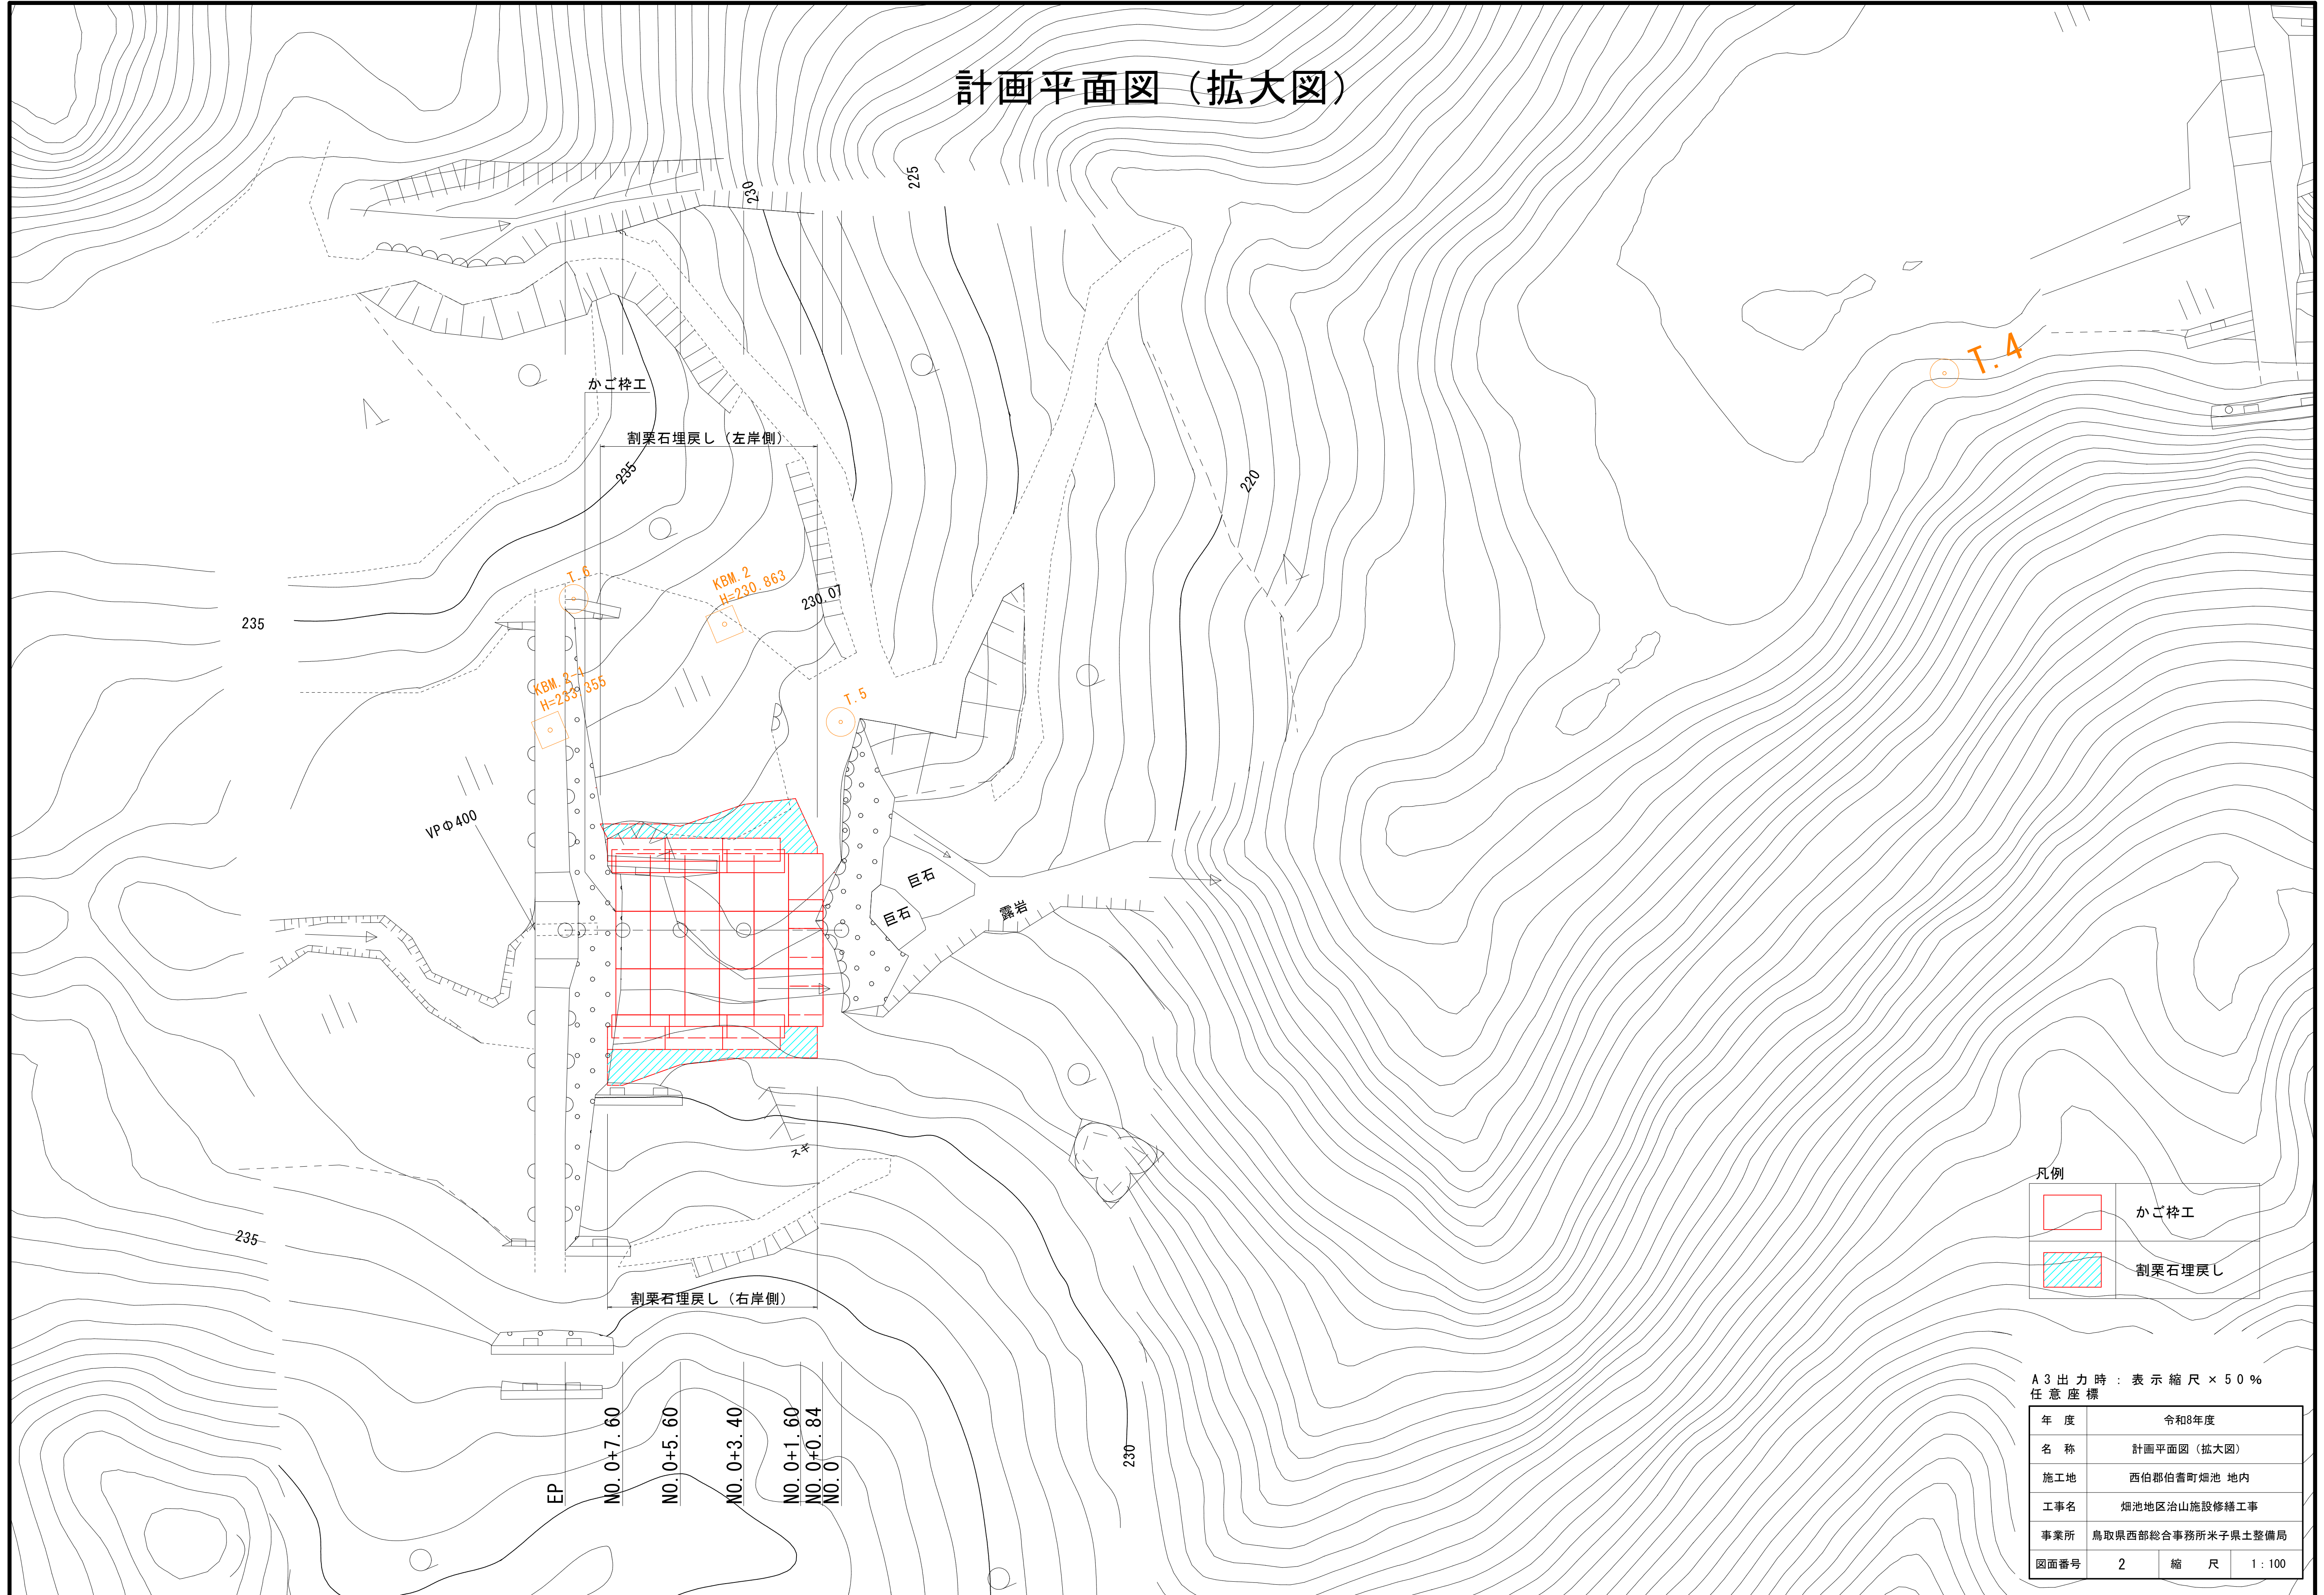 計画平面図（拡大図）
230
225
T.4
かご枠工
割栗石埋戻し（左岸側）
235
220
T.6
KBM.2
H=230.863
230.07
235
KBM.2-1
H=233.355
T.5
VPΦ400
巨石
巨石
露岩
スギ
凡例
かご枠工
割栗石埋戻し
235
割栗石埋戻し（右岸側）
EP
NO.0+7.60
NO.0+5.60
NO.0+3.40
NO.0+1.60
NO.0+0.84
NO.0
230
A3出力時：表示縮尺×50%
任意座標
年 度 令和8年度
名 称 計画平面図（拡大図）
施工地 西伯郡伯耆町畑池 地内
工事名 畑池地区治山施設修繕工事
事業所 鳥取県西部総合事務所米子県土整備局
図面番号 2 縮 尺 1：100